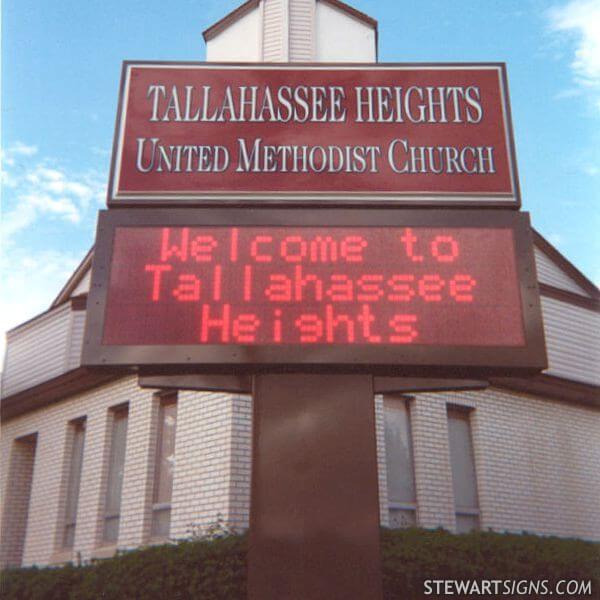 TALLAHASSEE HEIGHTS
UNITED METHODIST CHURCH
Welcome to
Tallahassee
Heights
STEWARTSIGNS.COM